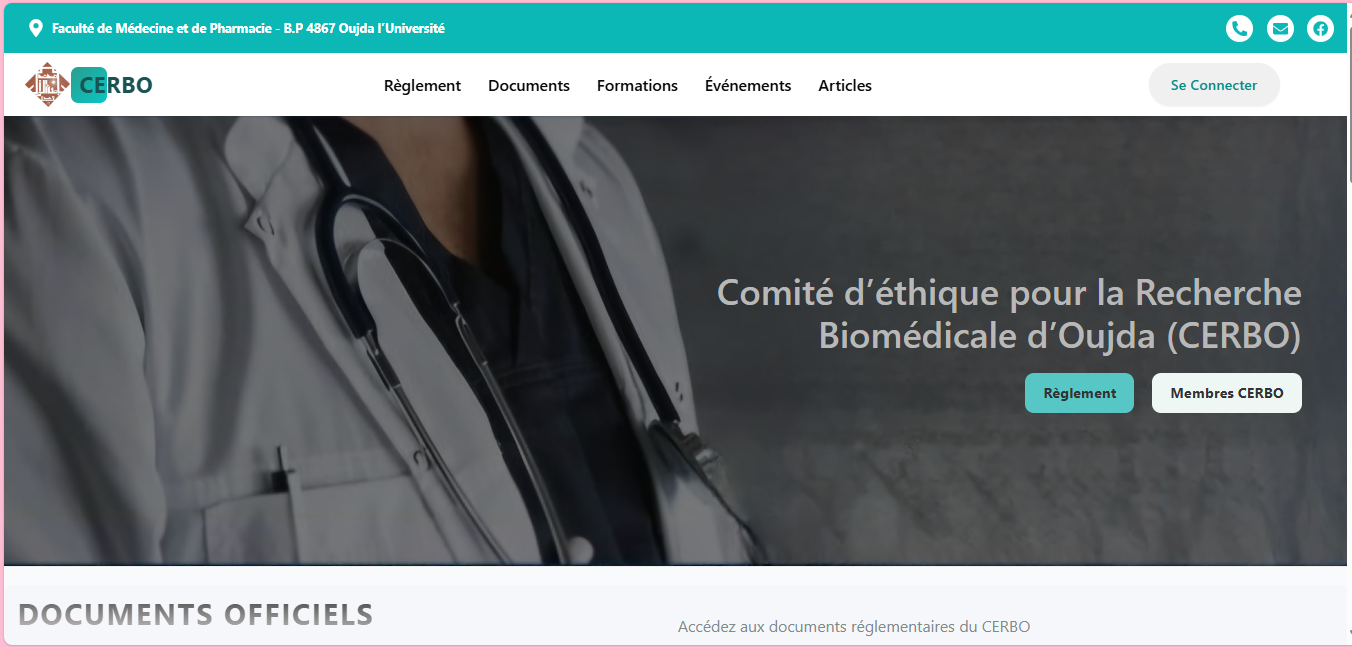 Faculté de Médecine et de Pharmacie - B.P 4867 Oujda l'Université
CERBO
Règlement Documents Formations Événements Articles
Se Connecter
Comité d'éthique pour la Recherche
Biomédicale d'Oujda (CERBO)
Règlement Membres CERBO
DOCUMENTS OFFICIELS
Accédez aux documents réglementaires du CERBO